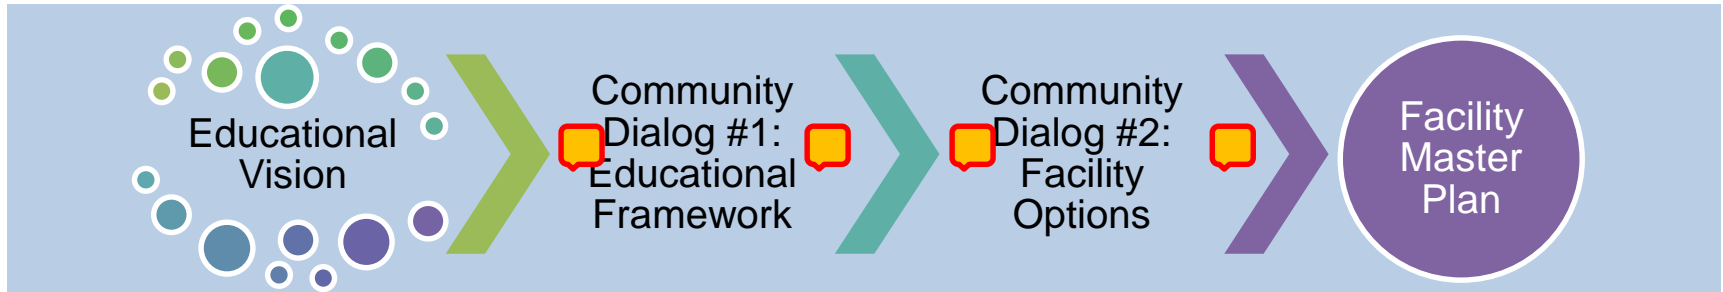 Educational
Vision
Community
Dialog #1:
Educational
Framework
Community
Dialog #2:
Facility
Options
Facility
Master
Plan